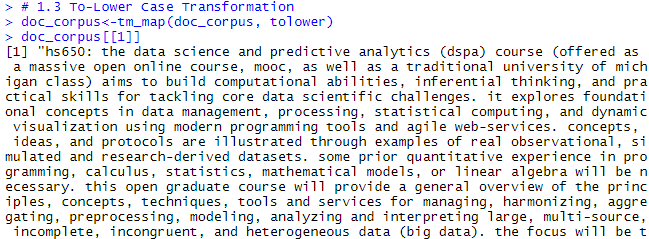 > # 1.3 To-Lower Case Transformation
> doc_corpus<-tm_map(doc_corpus, tolower)
> doc_corpus[[1]]
[1] "hs650: the data science and predictive analytics (dspa) course (offered as
 a massive open online course, mooc, as well as a traditional university of mich
igan class) aims to build computational abilities, inferential thinking, and pra
ctical skills for tackling core data scientific challenges. it explores foundati
onal concepts in data management, processing, statistical computing, and dynamic
 visualization using modern programming tools and agile web-services. concepts,
 ideas, and protocols are illustrated through examples of real observational, si
mulated and research-derived datasets. some prior quantitative experience in pro
gramming, calculus, statistics, mathematical models, or linear algebra will be n
ecessary. this open graduate course will provide a general overview of the princ
iples, concepts, techniques, tools and services for managing, harmonizing, aggre
gating, preprocessing, modeling, analyzing and interpreting large, multi-source,
 incomplete, incongruent, and heterogeneous data (big data). the focus will be t